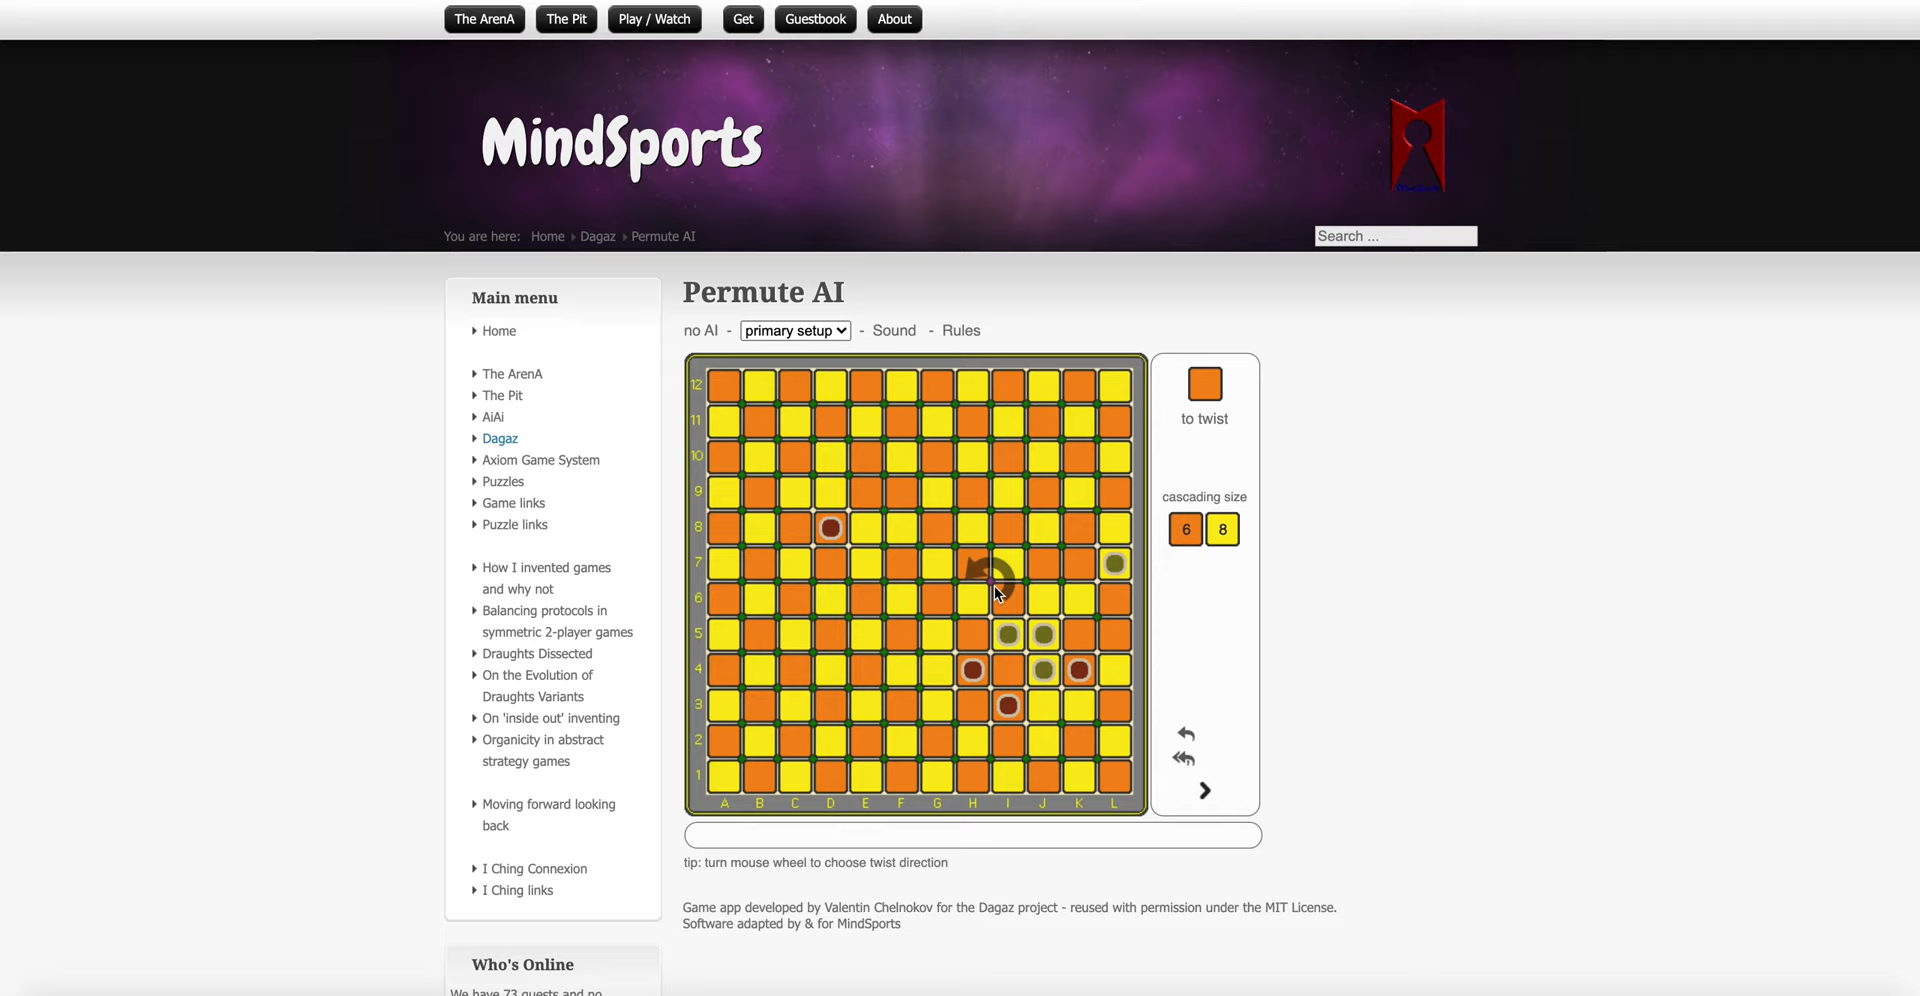 The ArenA
The Pit
Play / Watch
Get
Guestbook
About
MindSports
You are here: Home Dagaz Permute AI
Search ...
Main menu
Home
The ArenA
The Pit
AiAi
Dagaz
Axiom Game System
Puzzles
Game links
Puzzle links
How I invented games
and why not
Balancing protocols in
symmetric 2-player games
Draughts Dissected
On the Evolution of
Draughts Variants
On 'inside out' inventing
Organicity in abstract
strategy games
Moving forward looking
back
I Ching Connexion
I Ching links
Who's Online
We have 73 guests and no
Permute AI
no AI - primary setup - Sound - Rules
12
11
10
9
8
7
6
5
4
3
2
1
A B C D E F G H I J K L
to twist
cascading size
6 8
tip: turn mouse wheel to choose twist direction
Game app developed by Valentin Chelnokov for the Dagaz project - reused with permission under the MIT License.
Software adapted by & for MindSports